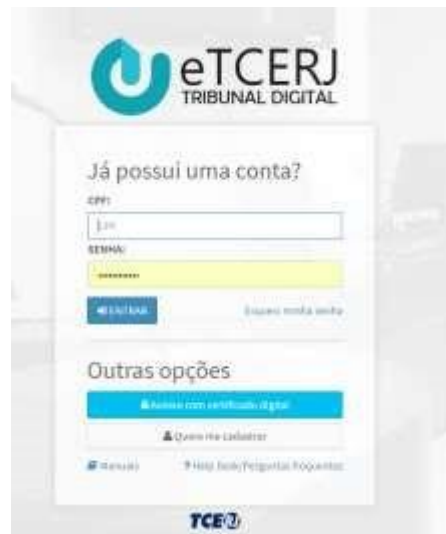 eTCERJ
TRIBUNAL DIGITAL
Já possui uma conta?
CPF:
SENHA:
ENTRAR
Esqueci minha senha
Outras opções
Acesso com certificado digital
Quero me cadastrar
Manuais
? Help Desk/Perguntas frequentes
TCERJ